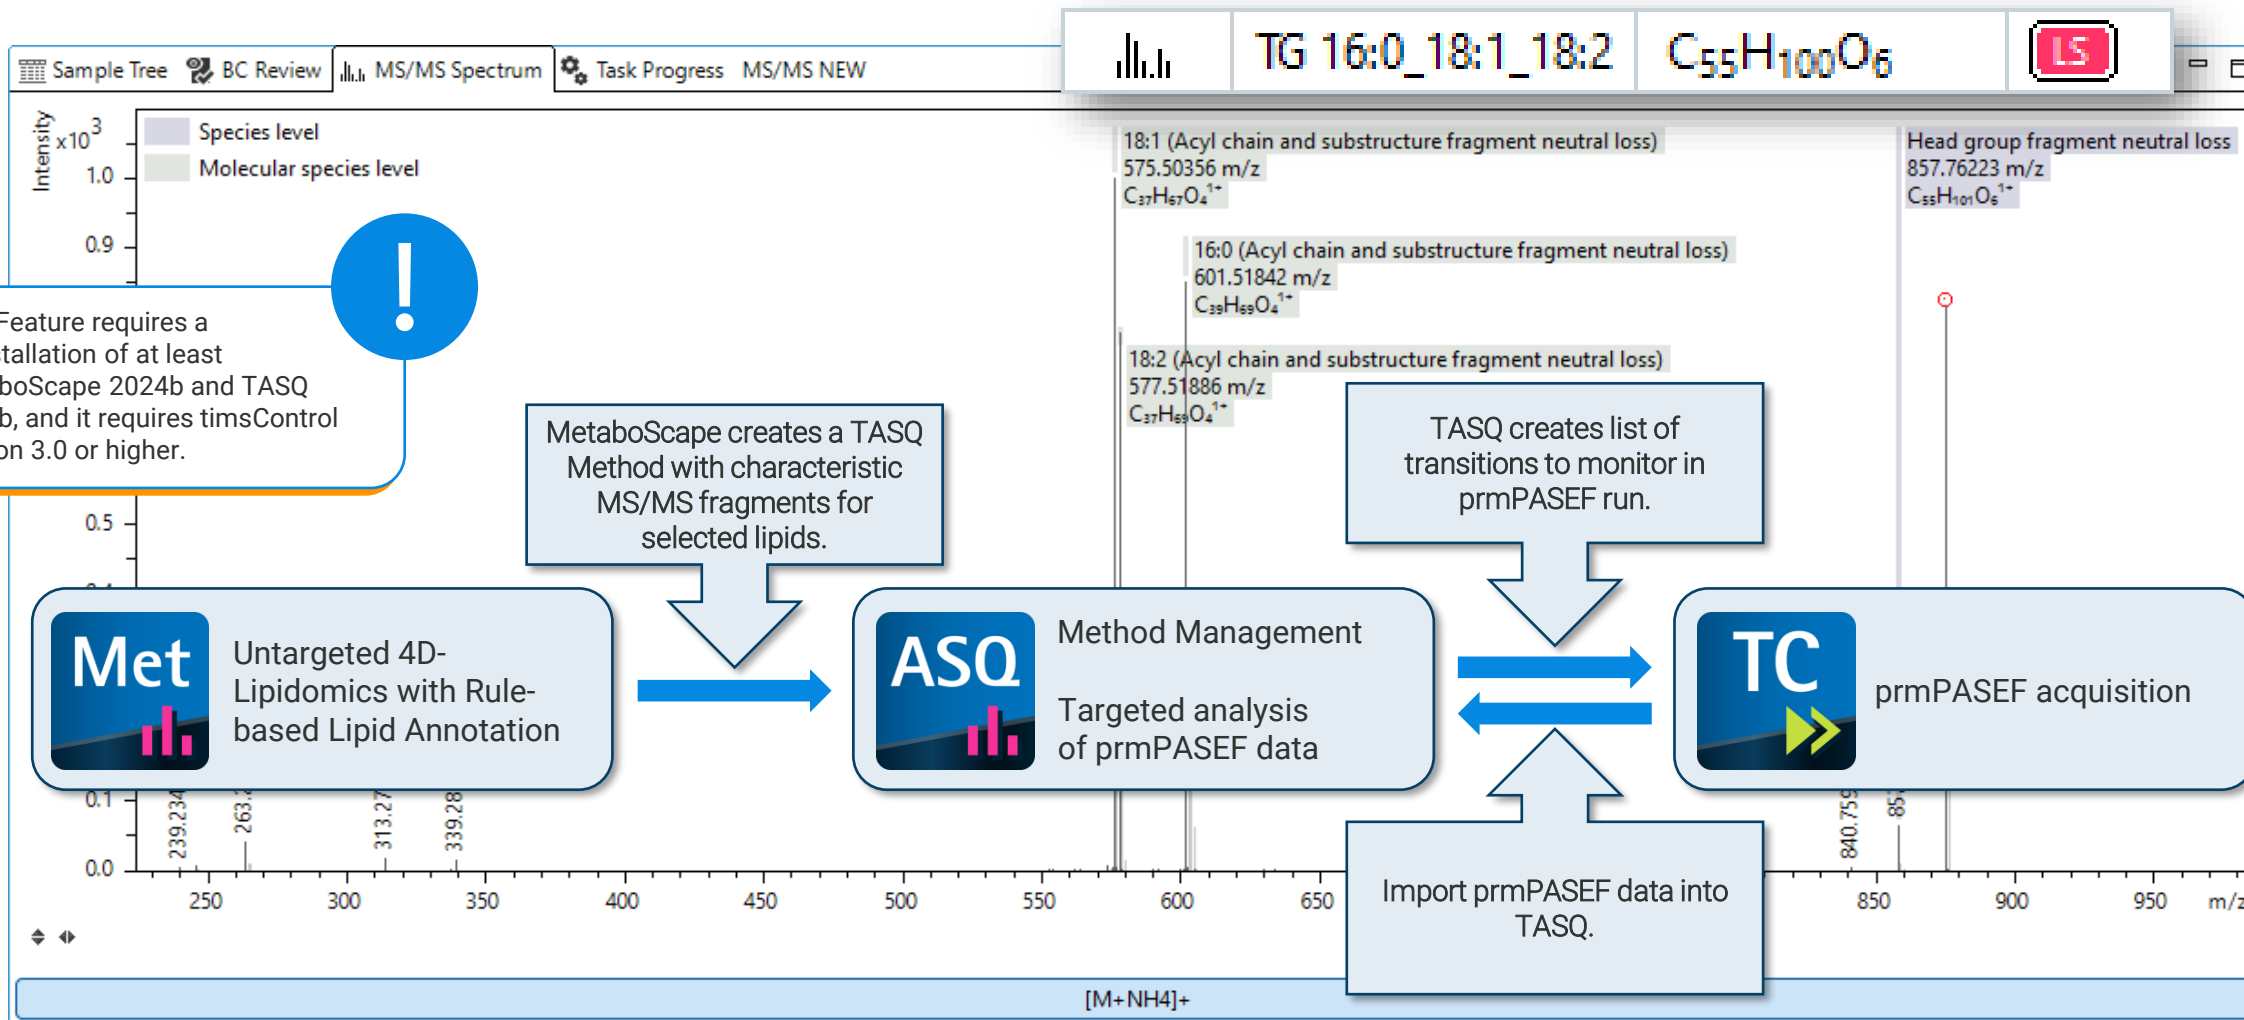 TG 16:0_18:1_18:2 C₅₅H₁₀₀O₆ LS
Sample Tree BC Review MS/MS Spectrum Task Progress MS/MS NEW
Intensity
x10³
Species level
Molecular species level
1.0
0.9
0.5
0.1
0.0
18:1 (Acyl chain and substructure fragment neutral loss)
575.50356 m/z
C₃₇H₆₇O₄¹⁺
16:0 (Acyl chain and substructure fragment neutral loss)
601.51842 m/z
C₃₉H₆₉O₄¹⁺
18:2 (Acyl chain and substructure fragment neutral loss)
577.51886 m/z
C₃₇H₆₉O₄¹⁺
Head group fragment neutral loss
857.76223 m/z
C₅₅H₁₀₁O₆¹⁺
!
Feature requires a
tallation of at least
boScape 2024b and TASQ
b, and it requires timsControl
on 3.0 or higher.
MetaboScape creates a TASQ
Method with characteristic
MS/MS fragments for
selected lipids.
TASQ creates list of
transitions to monitor in
prmPASEF run.
Met
Untargeted 4D-
Lipidomics with Rule-
based Lipid Annotation
ASQ
Method Management
Targeted analysis
of prmPASEF data
TC
prmPASEF acquisition
Import prmPASEF data into
TASQ.
239.234
263.
313.27
339.28
840.759
857
250 300 350 400 450 500 550 600 650 850 900 950 m/z
[M+NH4]+